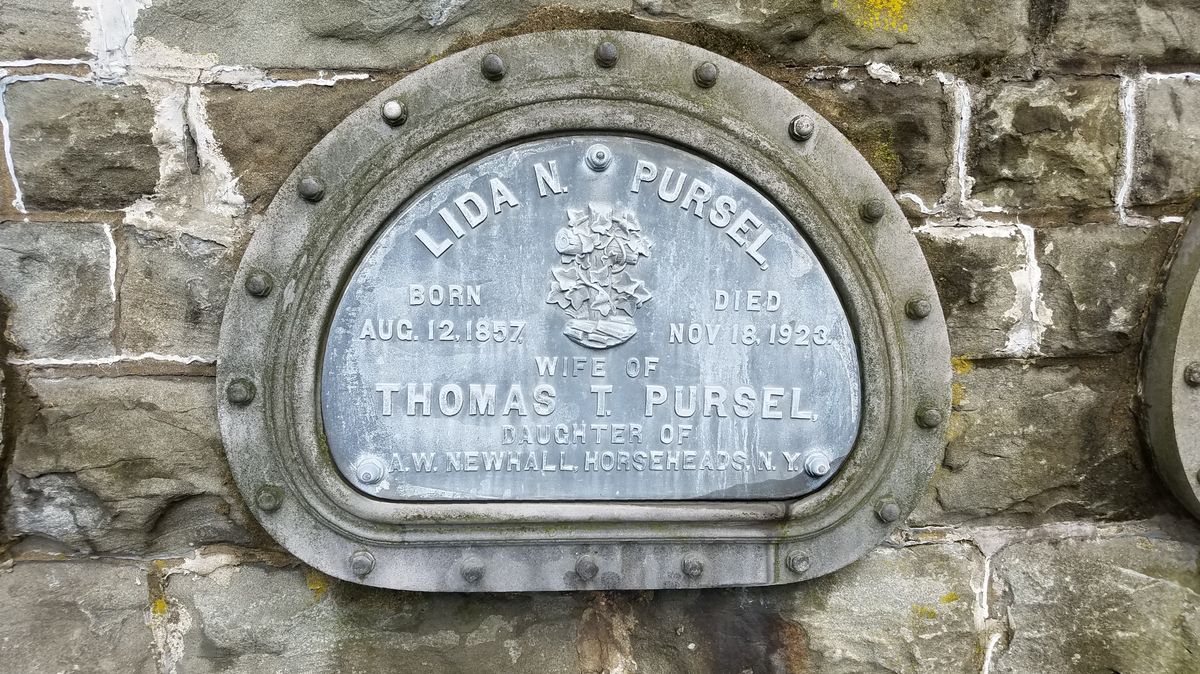 LIDA N. PURSEL,
BORN
AUG. 12, 1857,
DIED
NOV 18, 1923.
WIFE OF
THOMAS T. PURSEL,
DAUGHTER OF
A.W. NEWHALL, HORSEHEADS, N.Y.